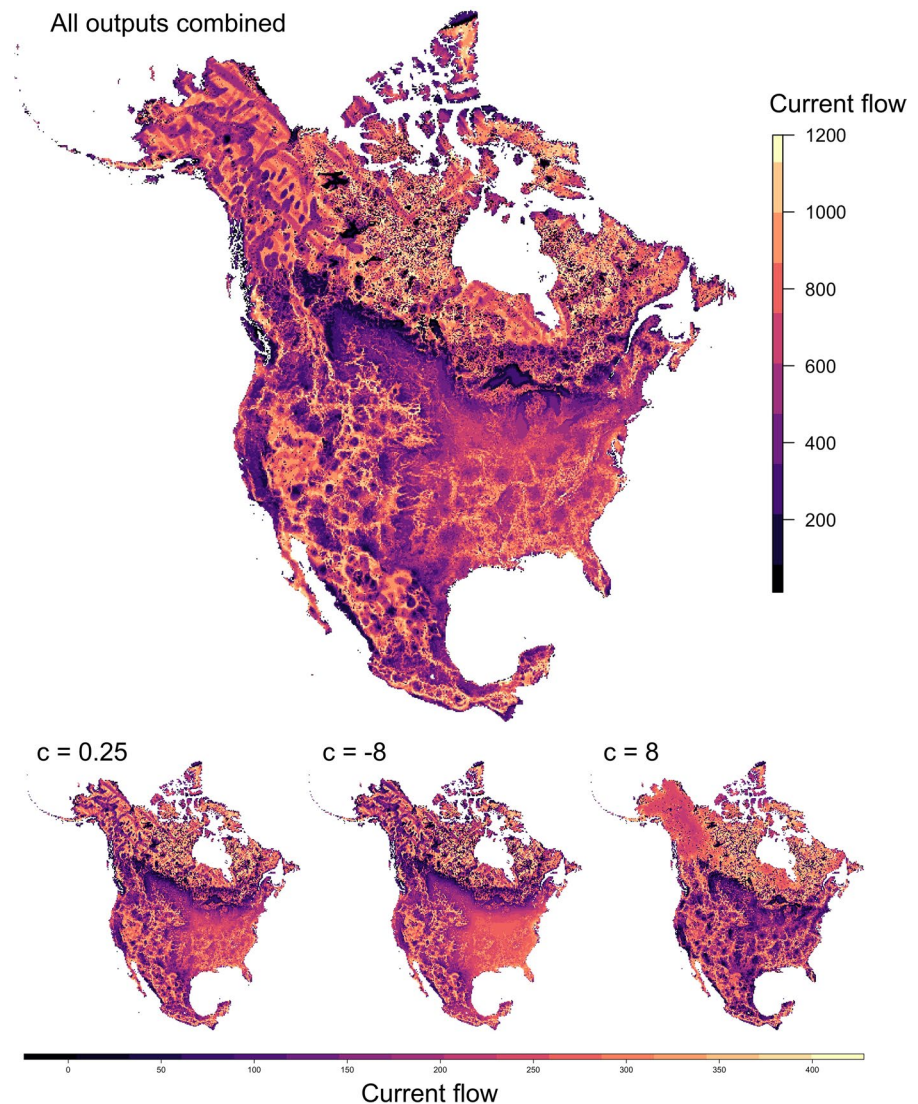 All outputs combined
Current flow
1200
1000
800
600
400
200
c = 0.25
c = -8
c = 8
0 50 100 150 200 250 300 350 400
Current flow